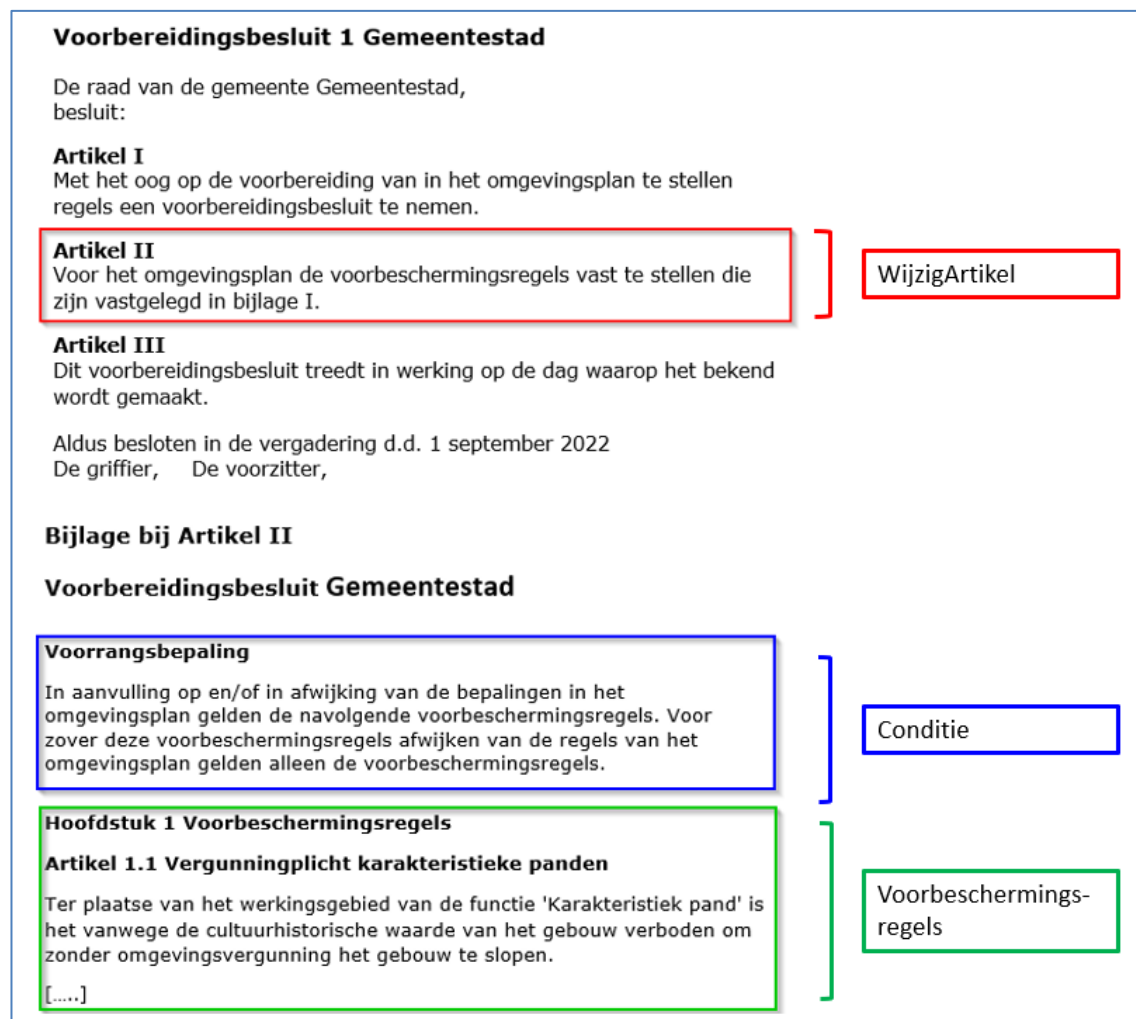 Voorbereidingsbesluit 1 Gemeentestad
De raad van de gemeente Gemeentestad,
besluit:
Artikel I
Met het oog op de voorbereiding van in het omgevingsplan te stellen
regels een voorbereidingsbesluit te nemen.
Artikel II
Voor het omgevingsplan de voorbeschermingsregels vast te stellen die
zijn vastgelegd in bijlage I.
WijzigArtikel
Artikel III
Dit voorbereidingsbesluit treedt in werking op de dag waarop het bekend
wordt gemaakt.
Aldus besloten in de vergadering d.d. 1 september 2022
De griffier, De voorzitter,
Bijlage bij Artikel II
Voorbereidingsbesluit Gemeentestad
Voorrangsbepaling
In aanvulling op en/of in afwijking van de bepalingen in het
omgevingsplan gelden de navolgende voorbeschermingsregels. Voor
zover deze voorbeschermingsregels afwijken van de regels van het
omgevingsplan gelden alleen de voorbeschermingsregels.
Conditie
Hoofdstuk 1 Voorbeschermingsregels
Artikel 1.1 Vergunningplicht karakteristieke panden
Ter plaatse van het werkingsgebied van de functie 'Karakteristiek pand' is
het vanwege de cultuurhistorische waarde van het gebouw verboden om
zonder omgevingsvergunning het gebouw te slopen.
[…..]
Voorbeschermings-
regels